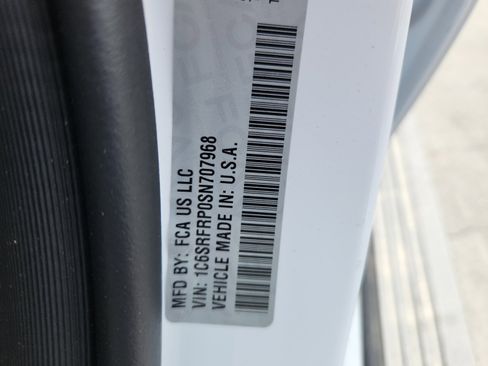 MFD BY: FCA US LLC
VIN: 1C6SRFRP0SN707968
VEHICLE MADE IN: U.S.A.